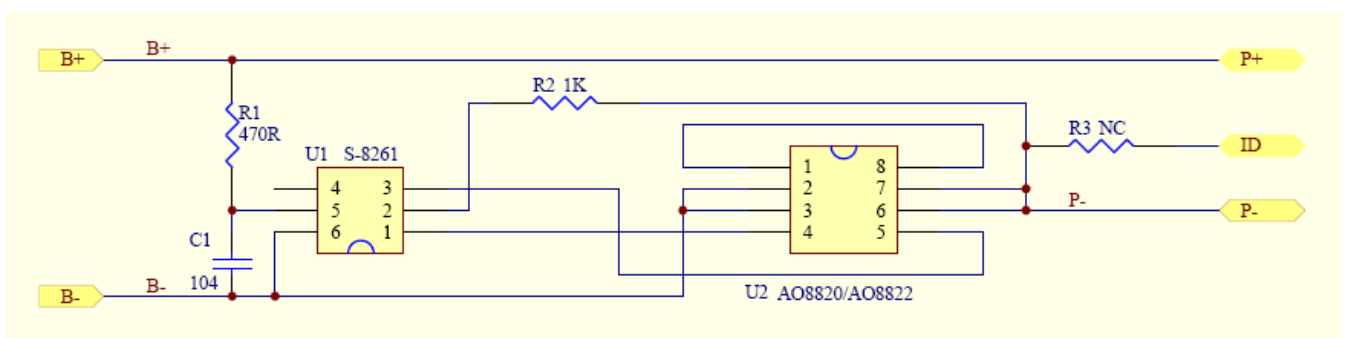 B+ B+ P+
R2 1K
R1
470R
R3 NC ID
U1 S-8261
1 8
4 3 2 7
5 2 3 6 P- P-
6 1 4 5
C1
104
B- B-
U2 AO8820/AO8822